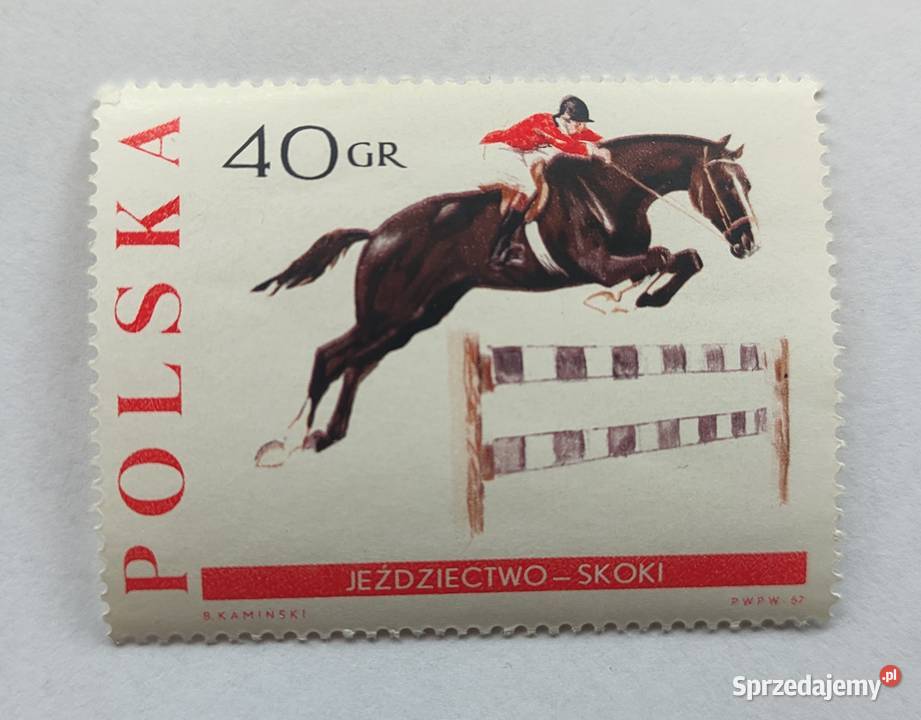 POLSKA
40 GR
JEŹDZIECTWO – SKOKI
B. KAMIŃSKI
PWPW - 67
Sprzedajemy.pl